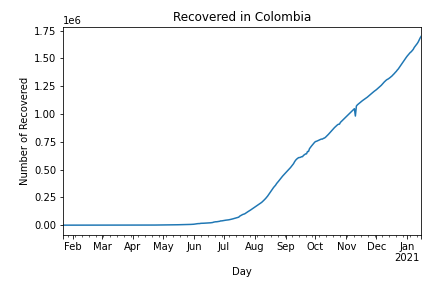 Recovered in Colombia
1e6
1.75
1.50
1.25
1.00
0.75
0.50
0.25
0.00
Number of Recovered
Feb Mar Apr May Jun Jul Aug Sep Oct Nov Dec Jan
2021
Day